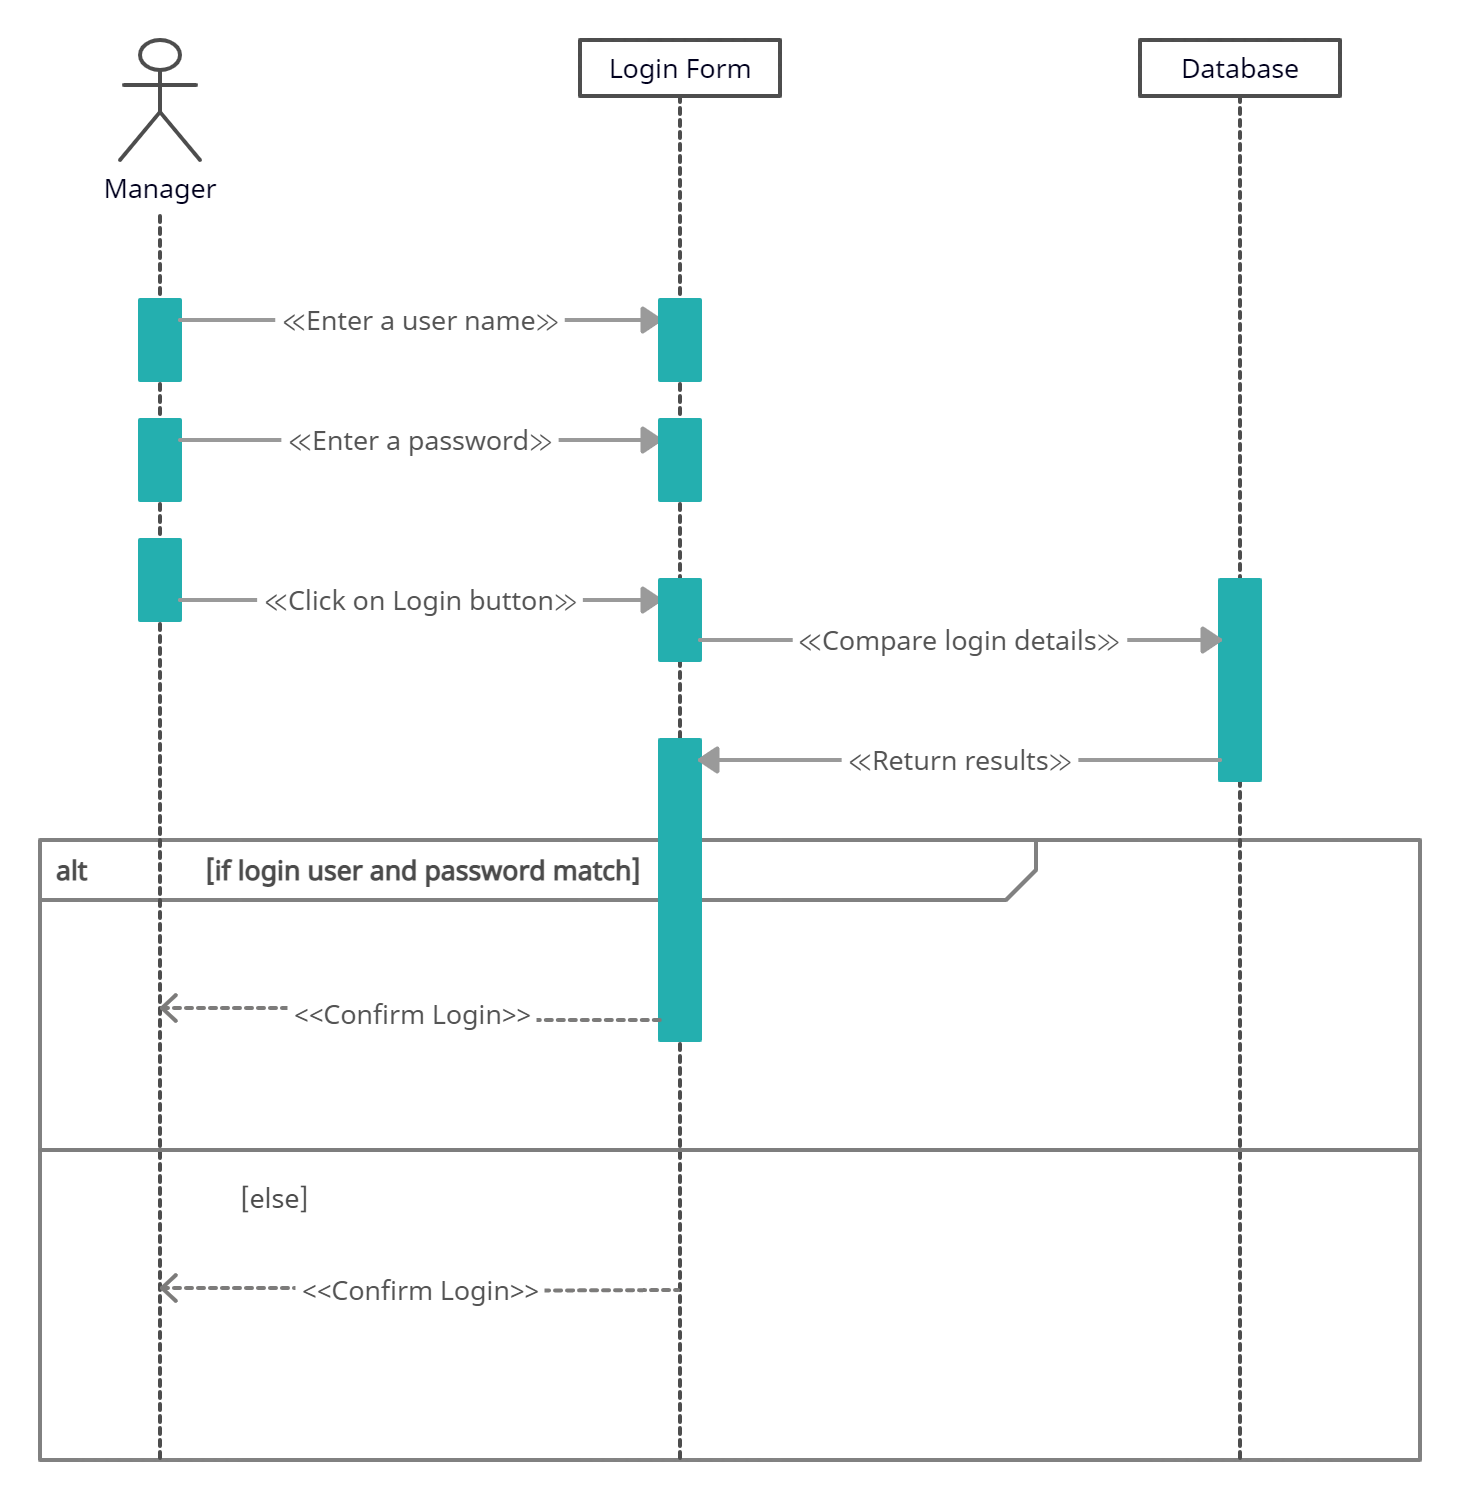 Login Form
Database
Manager
≪Enter a user name≫
≪Enter a password≫
≪Click on Login button≫
≪Compare login details≫
≪Return results≫
alt [if login user and password match]
<<Confirm Login>>
[else]
<<Confirm Login>>